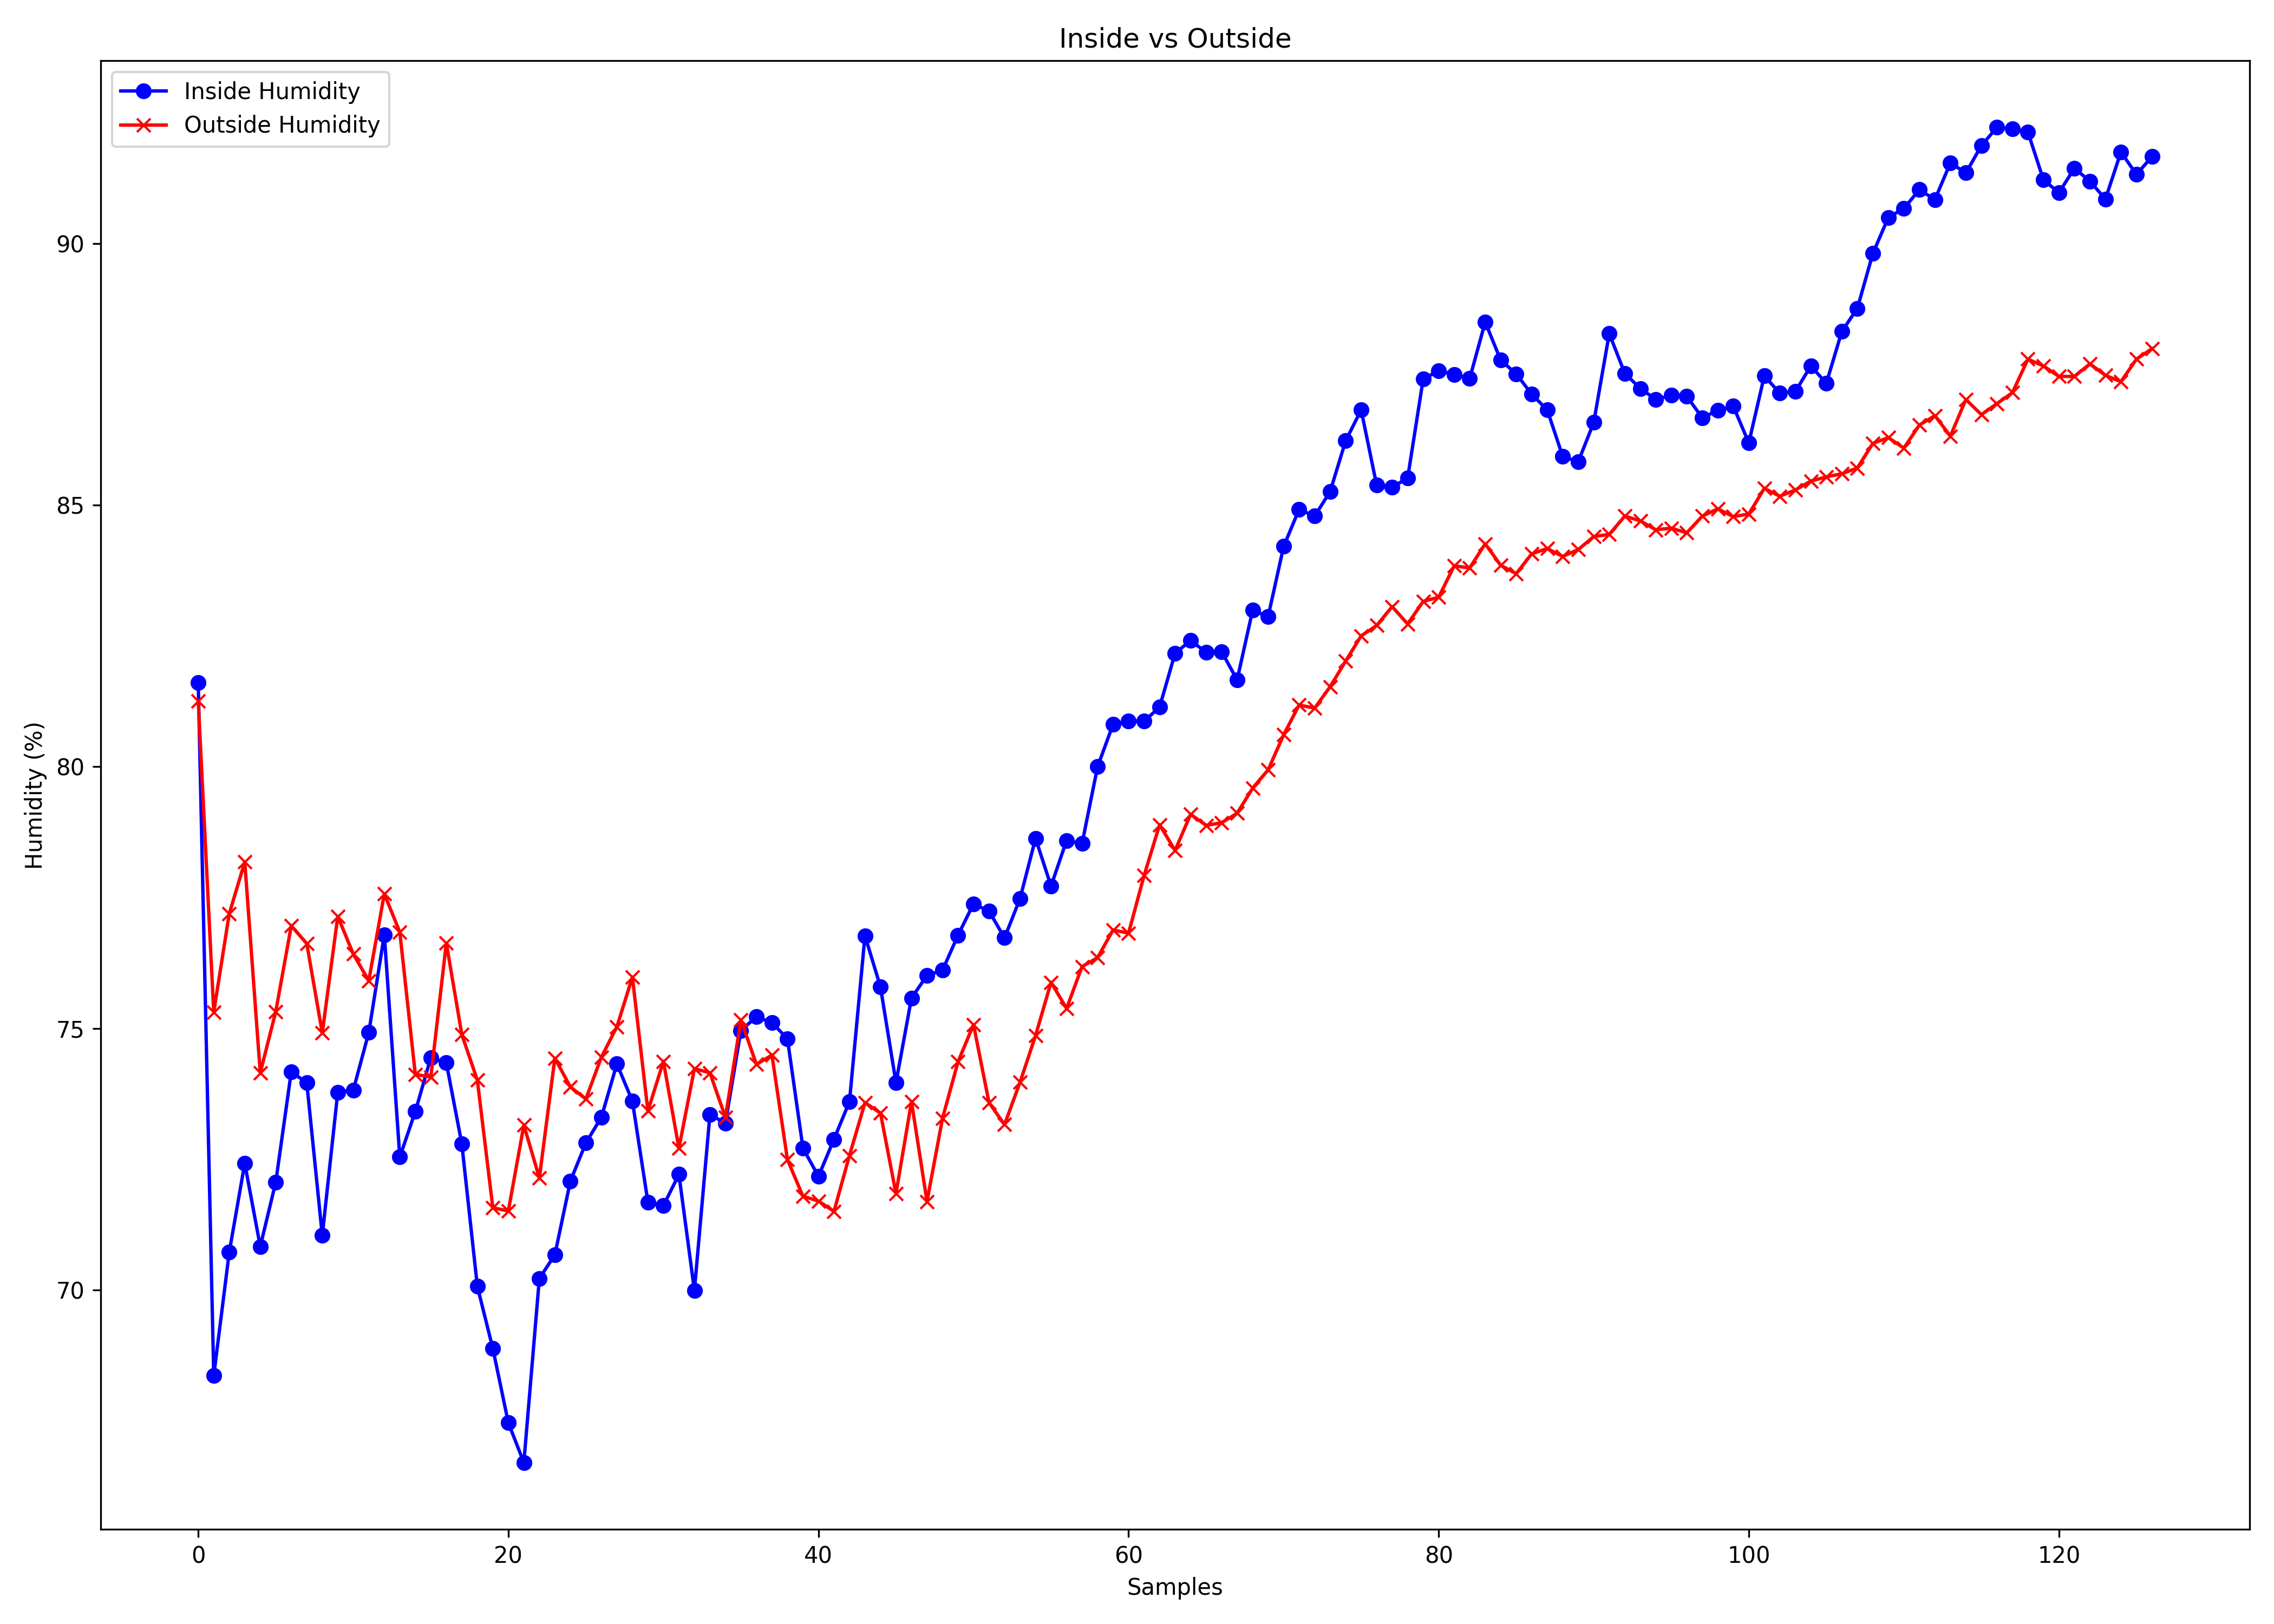 Inside vs Outside
Inside Humidity
Outside Humidity
90
85
80
75
70
Humidity (%)
0 20 40 60 80 100 120
Samples